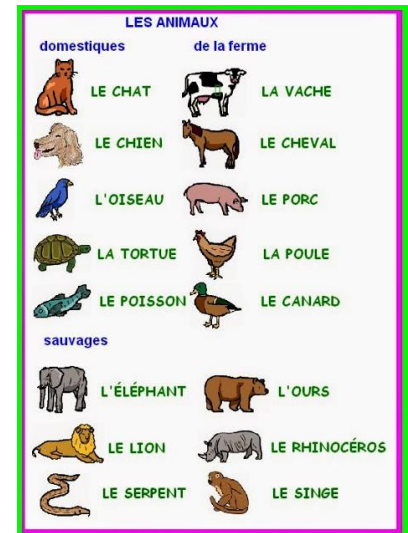 LES ANIMAUX
domestiques de la ferme
LE CHAT LA VACHE
LE CHIEN LE CHEVAL
L'OISEAU LE PORC
LA TORTUE LA POULE
LE POISSON LE CANARD
sauvages
L'ÉLÉPHANT L'OURS
LE LION LE RHINOCÉROS
LE SERPENT LE SINGE